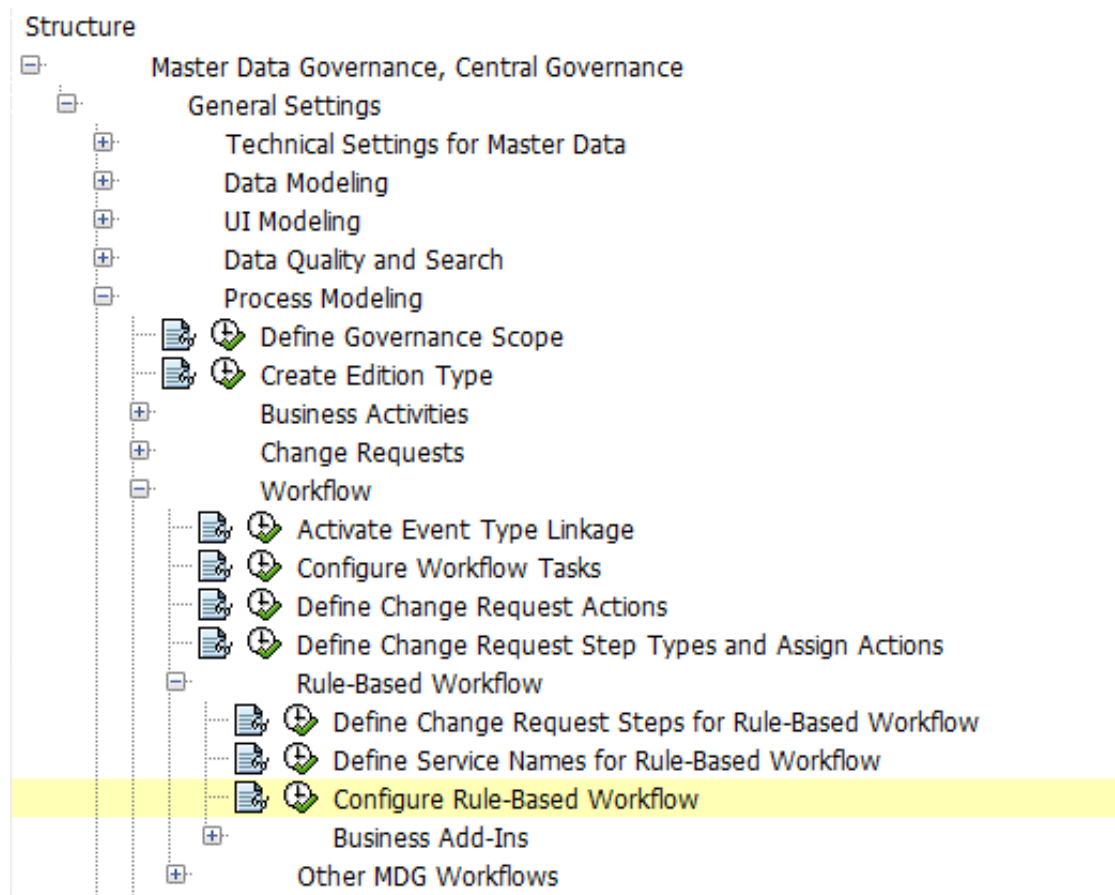 Structure
Master Data Governance, Central Governance
General Settings
Technical Settings for Master Data
Data Modeling
UI Modeling
Data Quality and Search
Process Modeling
Define Governance Scope
Create Edition Type
Business Activities
Change Requests
Workflow
Activate Event Type Linkage
Configure Workflow Tasks
Define Change Request Actions
Define Change Request Step Types and Assign Actions
Rule-Based Workflow
Define Change Request Steps for Rule-Based Workflow
Define Service Names for Rule-Based Workflow
Configure Rule-Based Workflow
Business Add-Ins
Other MDG Workflows